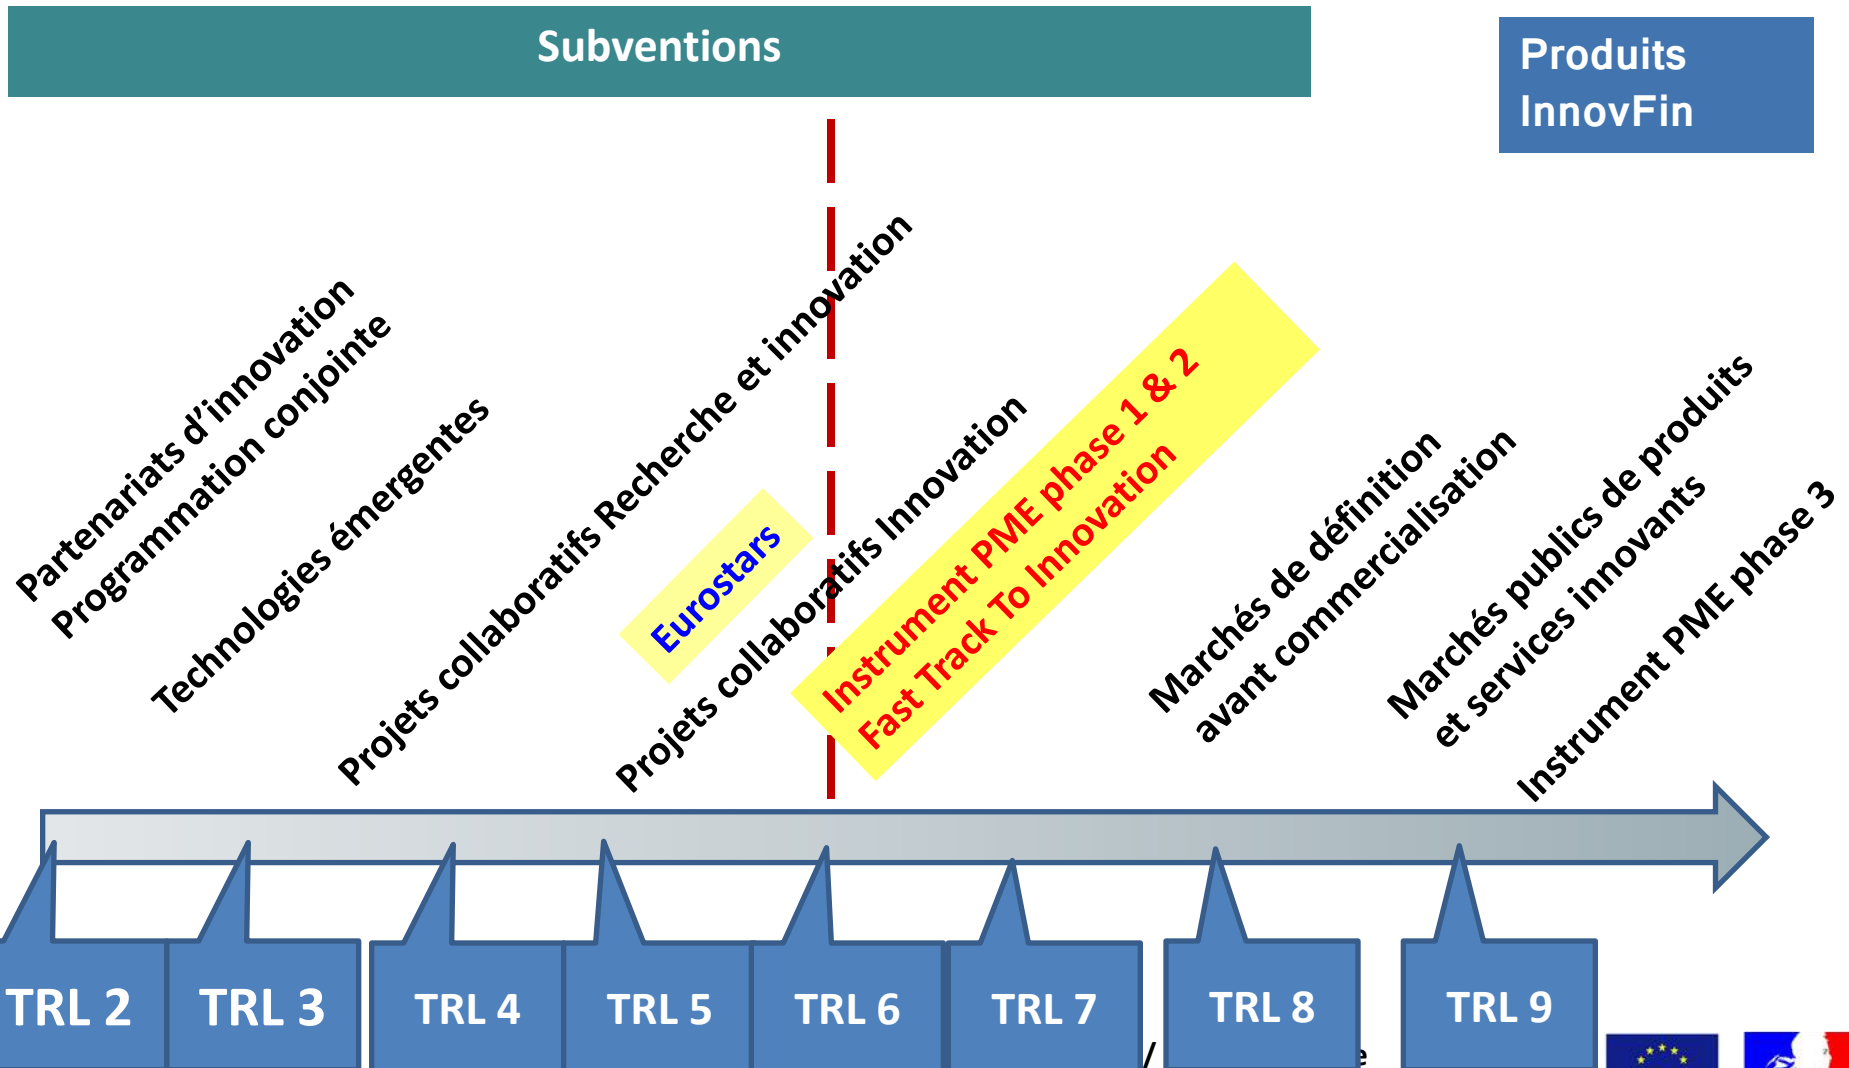 Subventions
Produits
InnovFin
Partenariats d'innovation
Programmation conjointe
Technologies émergentes
Projets collaboratifs Recherche et innovation
Eurostars
Projets collaboratifs Innovation
Instrument PME phase 1 & 2
Fast Track To Innovation
Marchés de définition
avant commercialisation
Marchés publics de produits
et services innovants
Instrument PME phase 3
TRL 2
TRL 3
TRL 4
TRL 5
TRL 6
TRL 7
TRL 8
TRL 9
/